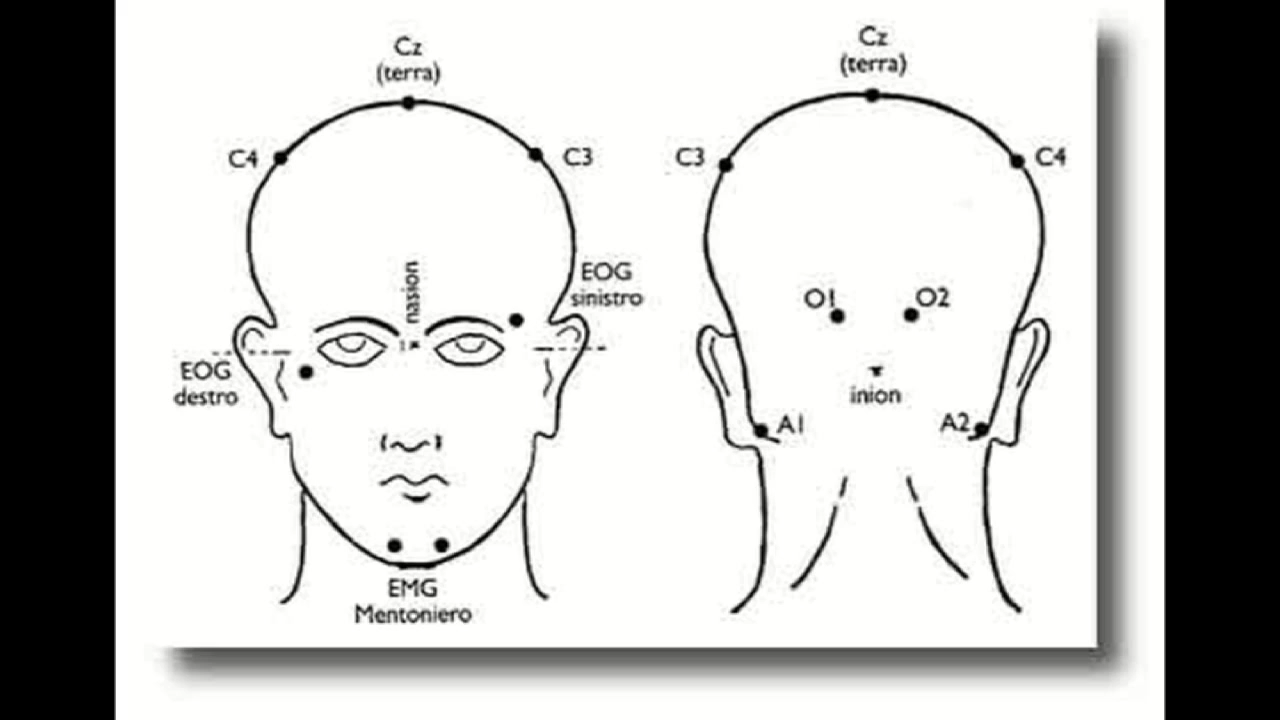 Cz
(terra)
C4
C3
nasion
EOG
sinistro
EOG
destro
EMG
Mentoniero
Cz
(terra)
C3
C4
O1
O2
inion
A1
A2